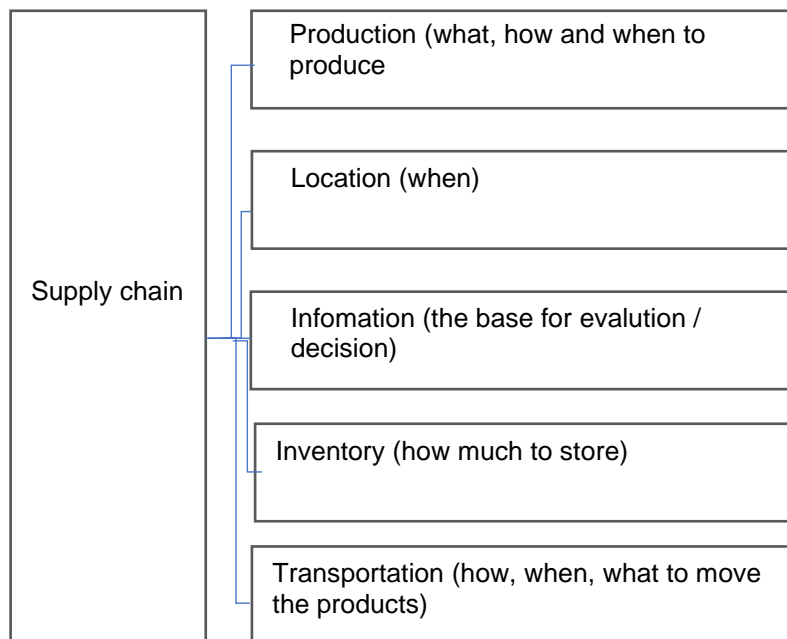 Production (what, how and when to
produce
Location (when)
Supply chain
Infomation (the base for evalution /
decision)
Inventory (how much to store)
Transportation (how, when, what to move
the products)